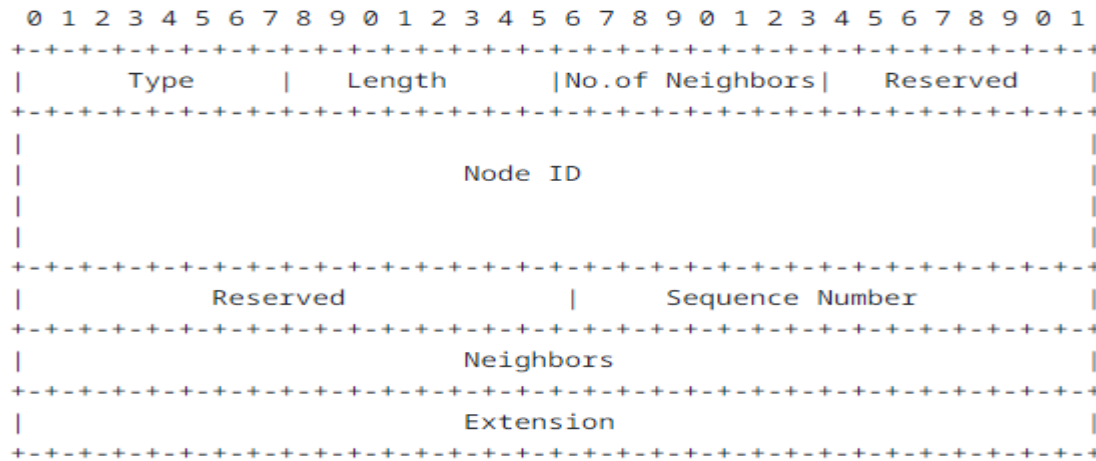 0 1 2 3 4 5 6 7 8 9 0 1 2 3 4 5 6 7 8 9 0 1 2 3 4 5 6 7 8 9 0 1
+-+-+-+-+-+-+-+-+-+-+-+-+-+-+-+-+-+-+-+-+-+-+-+-+-+-+-+-+-+-+-+-+
| Type | Length |No.of Neighbors| Reserved |
+-+-+-+-+-+-+-+-+-+-+-+-+-+-+-+-+-+-+-+-+-+-+-+-+-+-+-+-+-+-+-+-+
| |
| Node ID |
| |
| |
+-+-+-+-+-+-+-+-+-+-+-+-+-+-+-+-+-+-+-+-+-+-+-+-+-+-+-+-+-+-+-+-+
| Reserved | Sequence Number |
+-+-+-+-+-+-+-+-+-+-+-+-+-+-+-+-+-+-+-+-+-+-+-+-+-+-+-+-+-+-+-+-+
| Neighbors |
+-+-+-+-+-+-+-+-+-+-+-+-+-+-+-+-+-+-+-+-+-+-+-+-+-+-+-+-+-+-+-+-+
| Extension |
+-+-+-+-+-+-+-+-+-+-+-+-+-+-+-+-+-+-+-+-+-+-+-+-+-+-+-+-+-+-+-+-+